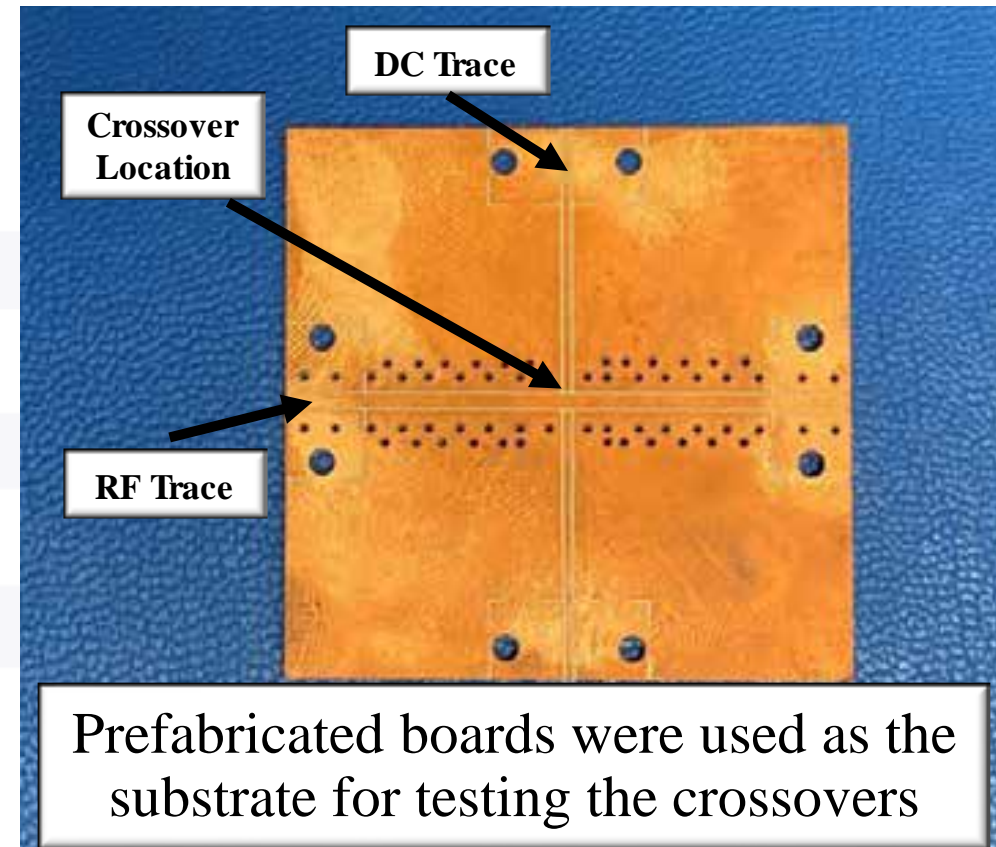 DC Trace
Crossover
Location
RF Trace
Prefabricated boards were used as the
substrate for testing the crossovers